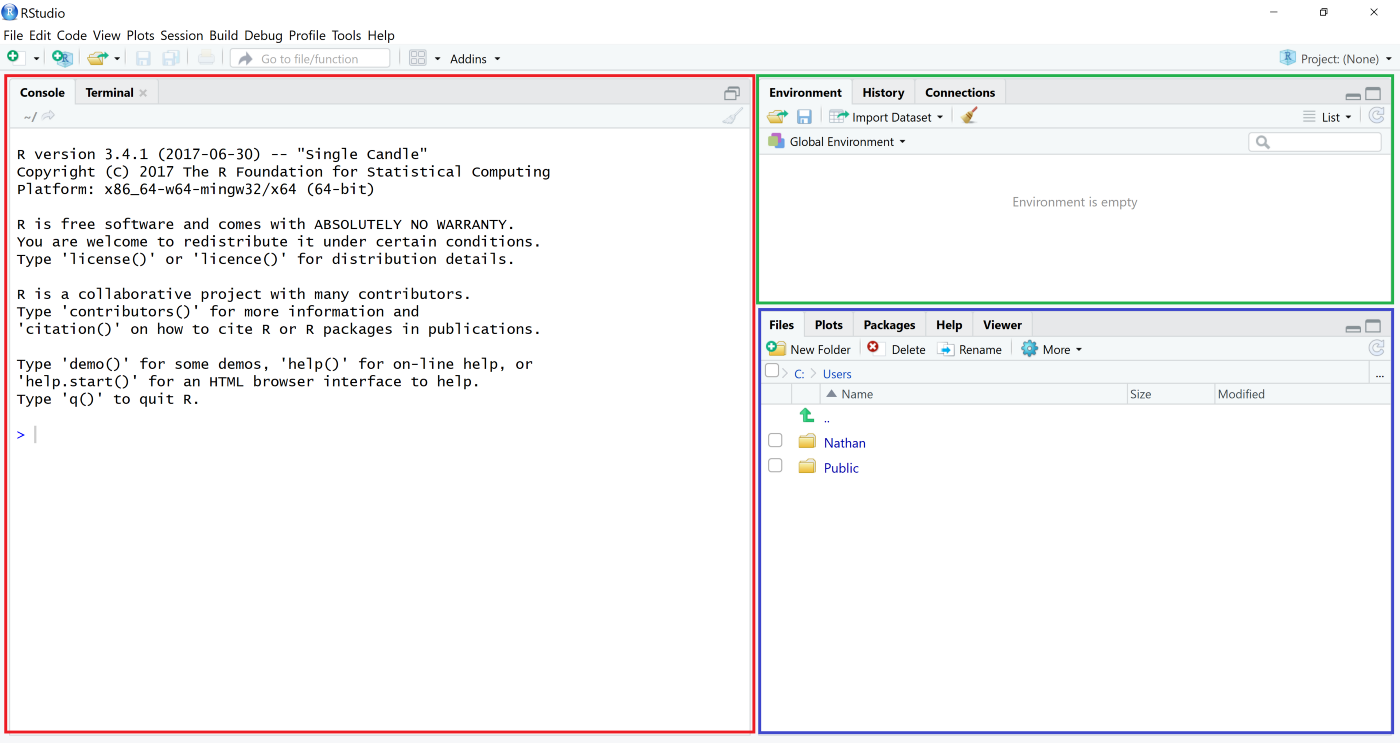 RStudio
File Edit Code View Plots Session Build Debug Profile Tools Help
Go to file/function Addins Project: (None)
Console Terminal
~/
R version 3.4.1 (2017-06-30) -- "Single Candle"
Copyright (C) 2017 The R Foundation for Statistical Computing
Platform: x86_64-w64-mingw32/x64 (64-bit)
R is free software and comes with ABSOLUTELY NO WARRANTY.
You are welcome to redistribute it under certain conditions.
Type 'license()' or 'licence()' for distribution details.
R is a collaborative project with many contributors.
Type 'contributors()' for more information and
'citation()' on how to cite R or R packages in publications.
Type 'demo()' for some demos, 'help()' for on-line help, or
'help.start()' for an HTML browser interface to help.
Type 'q()' to quit R.
>
Environment History Connections
Import Dataset List
Global Environment
Environment is empty
Files Plots Packages Help Viewer
New Folder Delete Rename More
C: Users ...
Name Size Modified
..
Nathan
Public